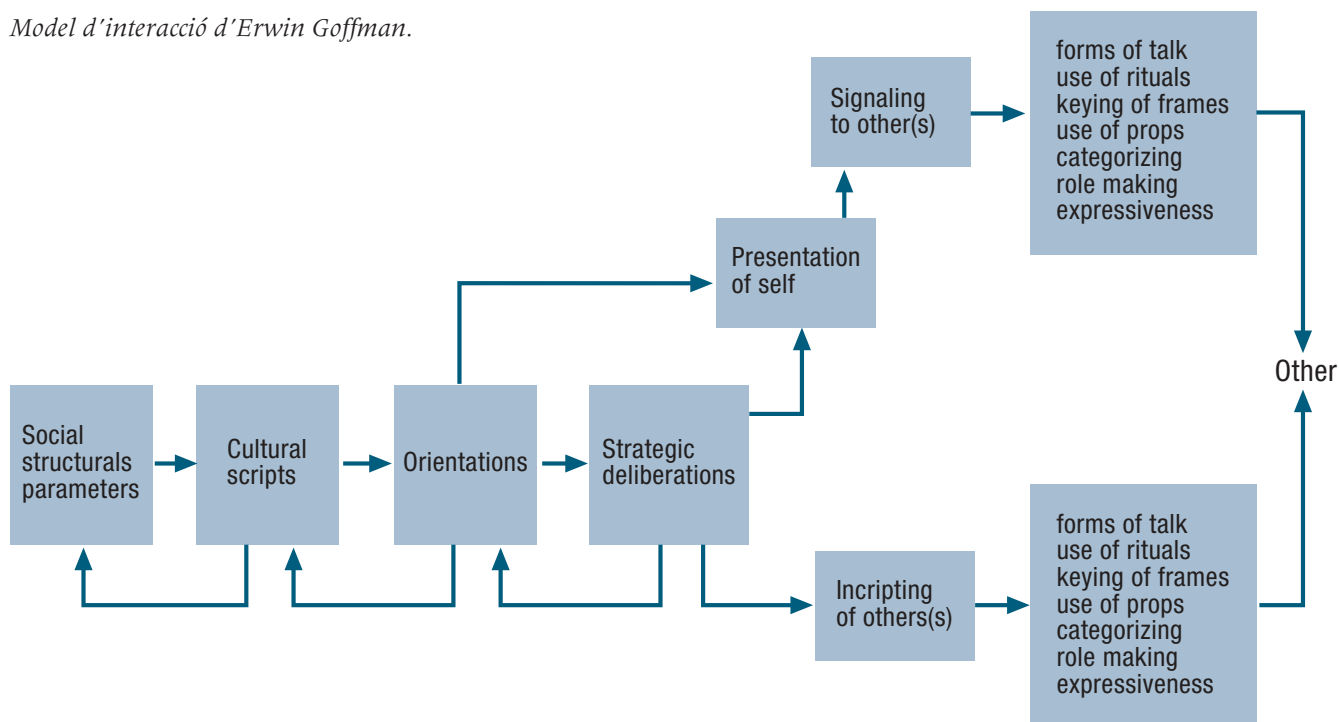 Model d´interacció d´Erwin Goffman.
forms of talk
use of rituals
keying of frames
use of props
categorizing
role making
expressiveness
Signaling
to other(s)
Presentation
of self
Other
Social
structurals
parameters
Cultural
scripts
Orientations
Strategic
deliberations
Incripting
of others(s)
forms of talk
use of rituals
keying of frames
use of props
categorizing
role making
expressiveness